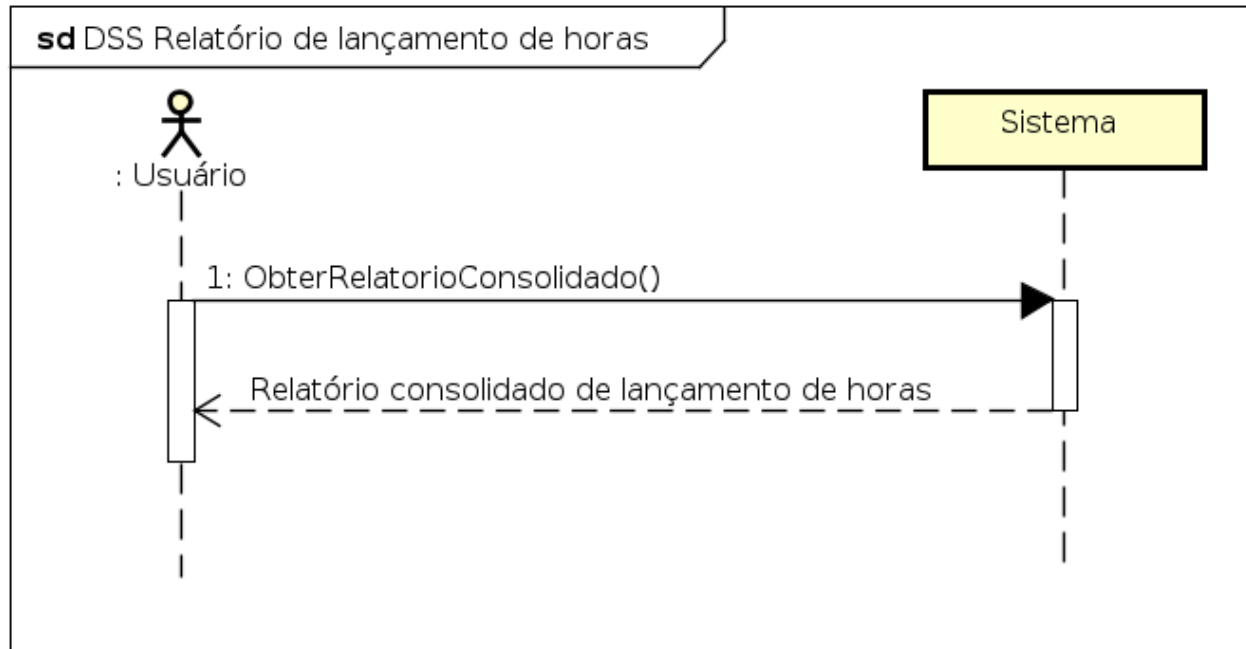 sd DSS Relatório de lançamento de horas
: Usuário
Sistema
1: ObterRelatorioConsolidado()
Relatório consolidado de lançamento de horas